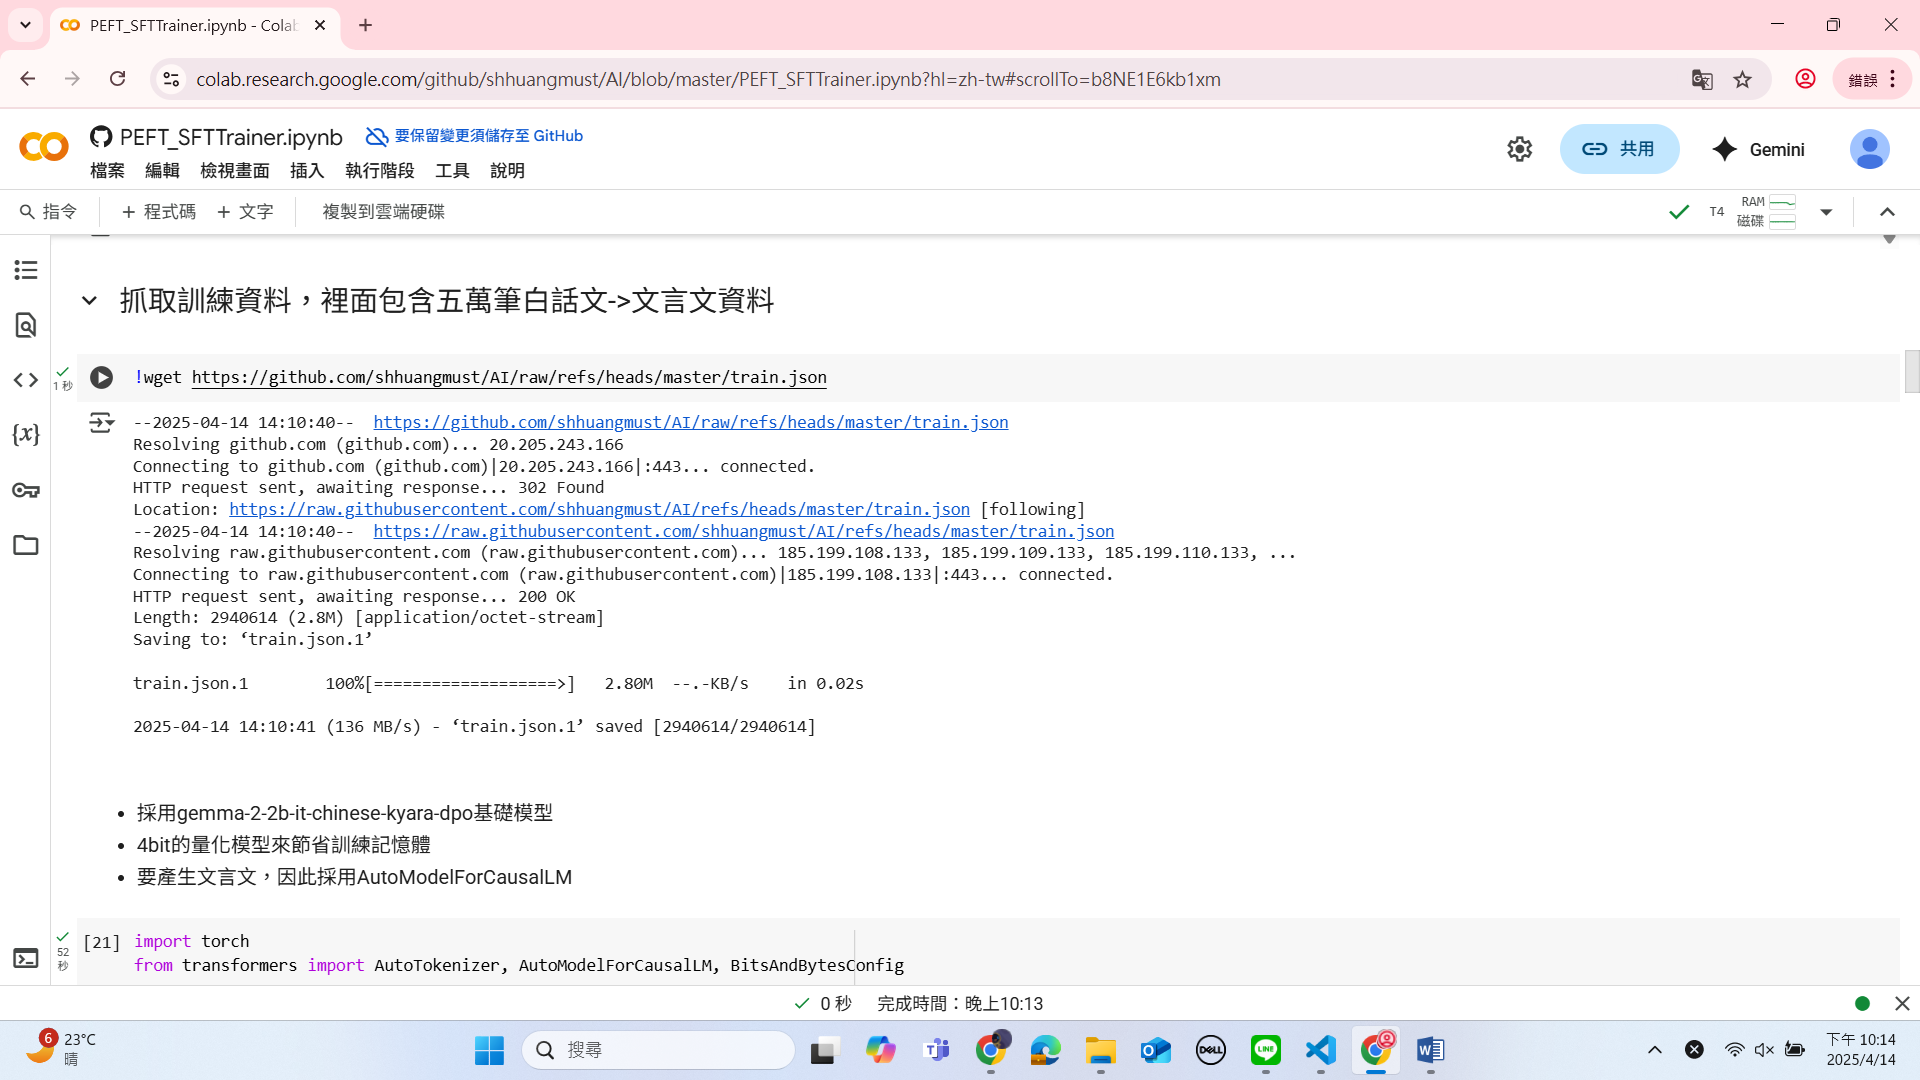 PEFT_SFTTrainer.ipynb - Colab
colab.research.google.com/github/shhuangmust/AI/blob/master/PEFT_SFTTrainer.ipynb?hl=zh-tw#scrollTo=b8NE1E6kb1xm
錯誤
PEFT_SFTTrainer.ipynb
要保留變更須儲存至 GitHub
檔案 編輯 檢視畫面 插入 執行階段 工具 說明
共用
Gemini
指令 + 程式碼 + 文字 複製到雲端硬碟
T4 RAM
磁碟
抓取訓練資料，裡面包含五萬筆白話文->文言文資料
1 秒
!wget https://github.com/shhuangmust/AI/raw/refs/heads/master/train.json
--2025-04-14 14:10:40--  https://github.com/shhuangmust/AI/raw/refs/heads/master/train.json
Resolving github.com (github.com)... 20.205.243.166
Connecting to github.com (github.com)|20.205.243.166|:443... connected.
HTTP request sent, awaiting response... 302 Found
Location: https://raw.githubusercontent.com/shhuangmust/AI/refs/heads/master/train.json [following]
--2025-04-14 14:10:40--  https://raw.githubusercontent.com/shhuangmust/AI/refs/heads/master/train.json
Resolving raw.githubusercontent.com (raw.githubusercontent.com)... 185.199.108.133, 185.199.109.133, 185.199.110.133, ...
Connecting to raw.githubusercontent.com (raw.githubusercontent.com)|185.199.108.133|:443... connected.
HTTP request sent, awaiting response... 200 OK
Length: 2940614 (2.8M) [application/octet-stream]
Saving to: ‘train.json.1’
train.json.1        100%[===================>]   2.80M  --.-KB/s    in 0.02s
2025-04-14 14:10:41 (136 MB/s) - ‘train.json.1’ saved [2940614/2940614]
• 採用gemma-2-2b-it-chinese-kyara-dpo基礎模型
• 4bit的量化模型來節省訓練記憶體
• 要產生文言文，因此採用AutoModelForCausalLM
52
秒
[21] import torch
from transformers import AutoTokenizer, AutoModelForCausalLM, BitsAndBytesConfig
0 秒 完成時間：晚上10:13
6
23°C
晴
搜尋
DELL
LINE
下午 10:14
2025/4/14